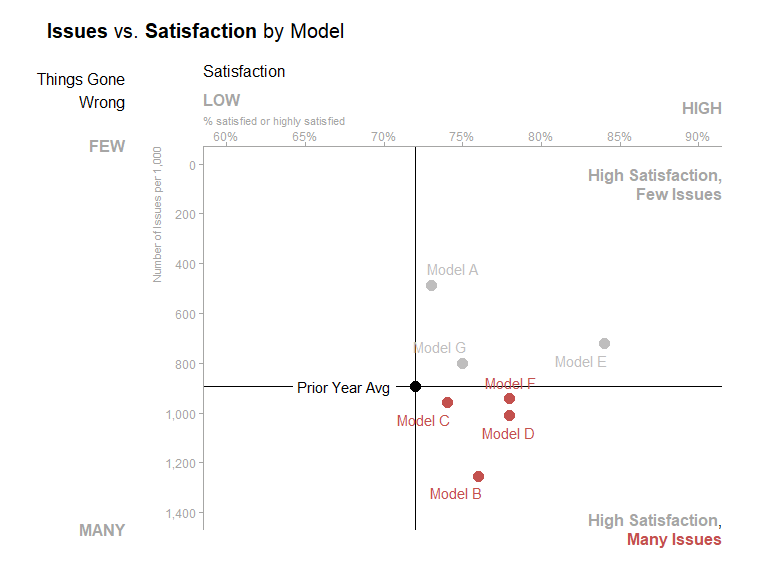 Issues vs. Satisfaction by Model
Things Gone
Wrong
Satisfaction
LOW
HIGH
% satisfied or highly satisfied
60% 65% 70% 75% 80% 85% 90%
FEW
Number of Issues per 1,000
0
200
400
600
800
1,000
1,200
1,400
High Satisfaction,
Few Issues
Model A
Model G
Model E
Prior Year Avg
Model F
Model C
Model D
Model B
MANY
High Satisfaction,
Many Issues